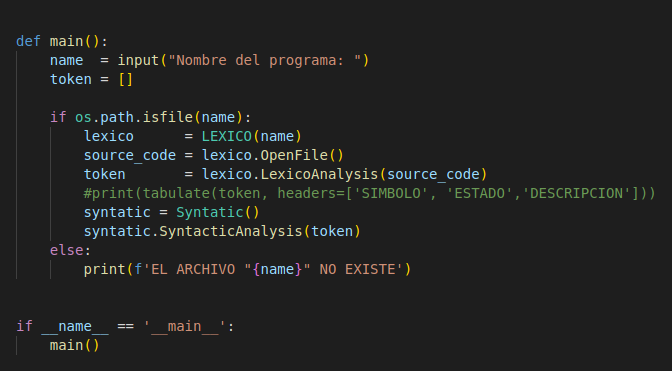 def main():
    name  = input("Nombre del programa: ")
    token = []
    if os.path.isfile(name):
        lexico      = LEXICO(name)
        source_code = lexico.OpenFile()
        token       = lexico.LexicoAnalysis(source_code)
        #print(tabulate(token, headers=['SIMBOLO', 'ESTADO','DESCRIPCION']))
        syntatic = Syntatic()
        syntatic.SyntacticAnalysis(token)
    else:
        print(f'EL ARCHIVO "{name}" NO EXISTE')
if __name__ == '__main__':
    main()